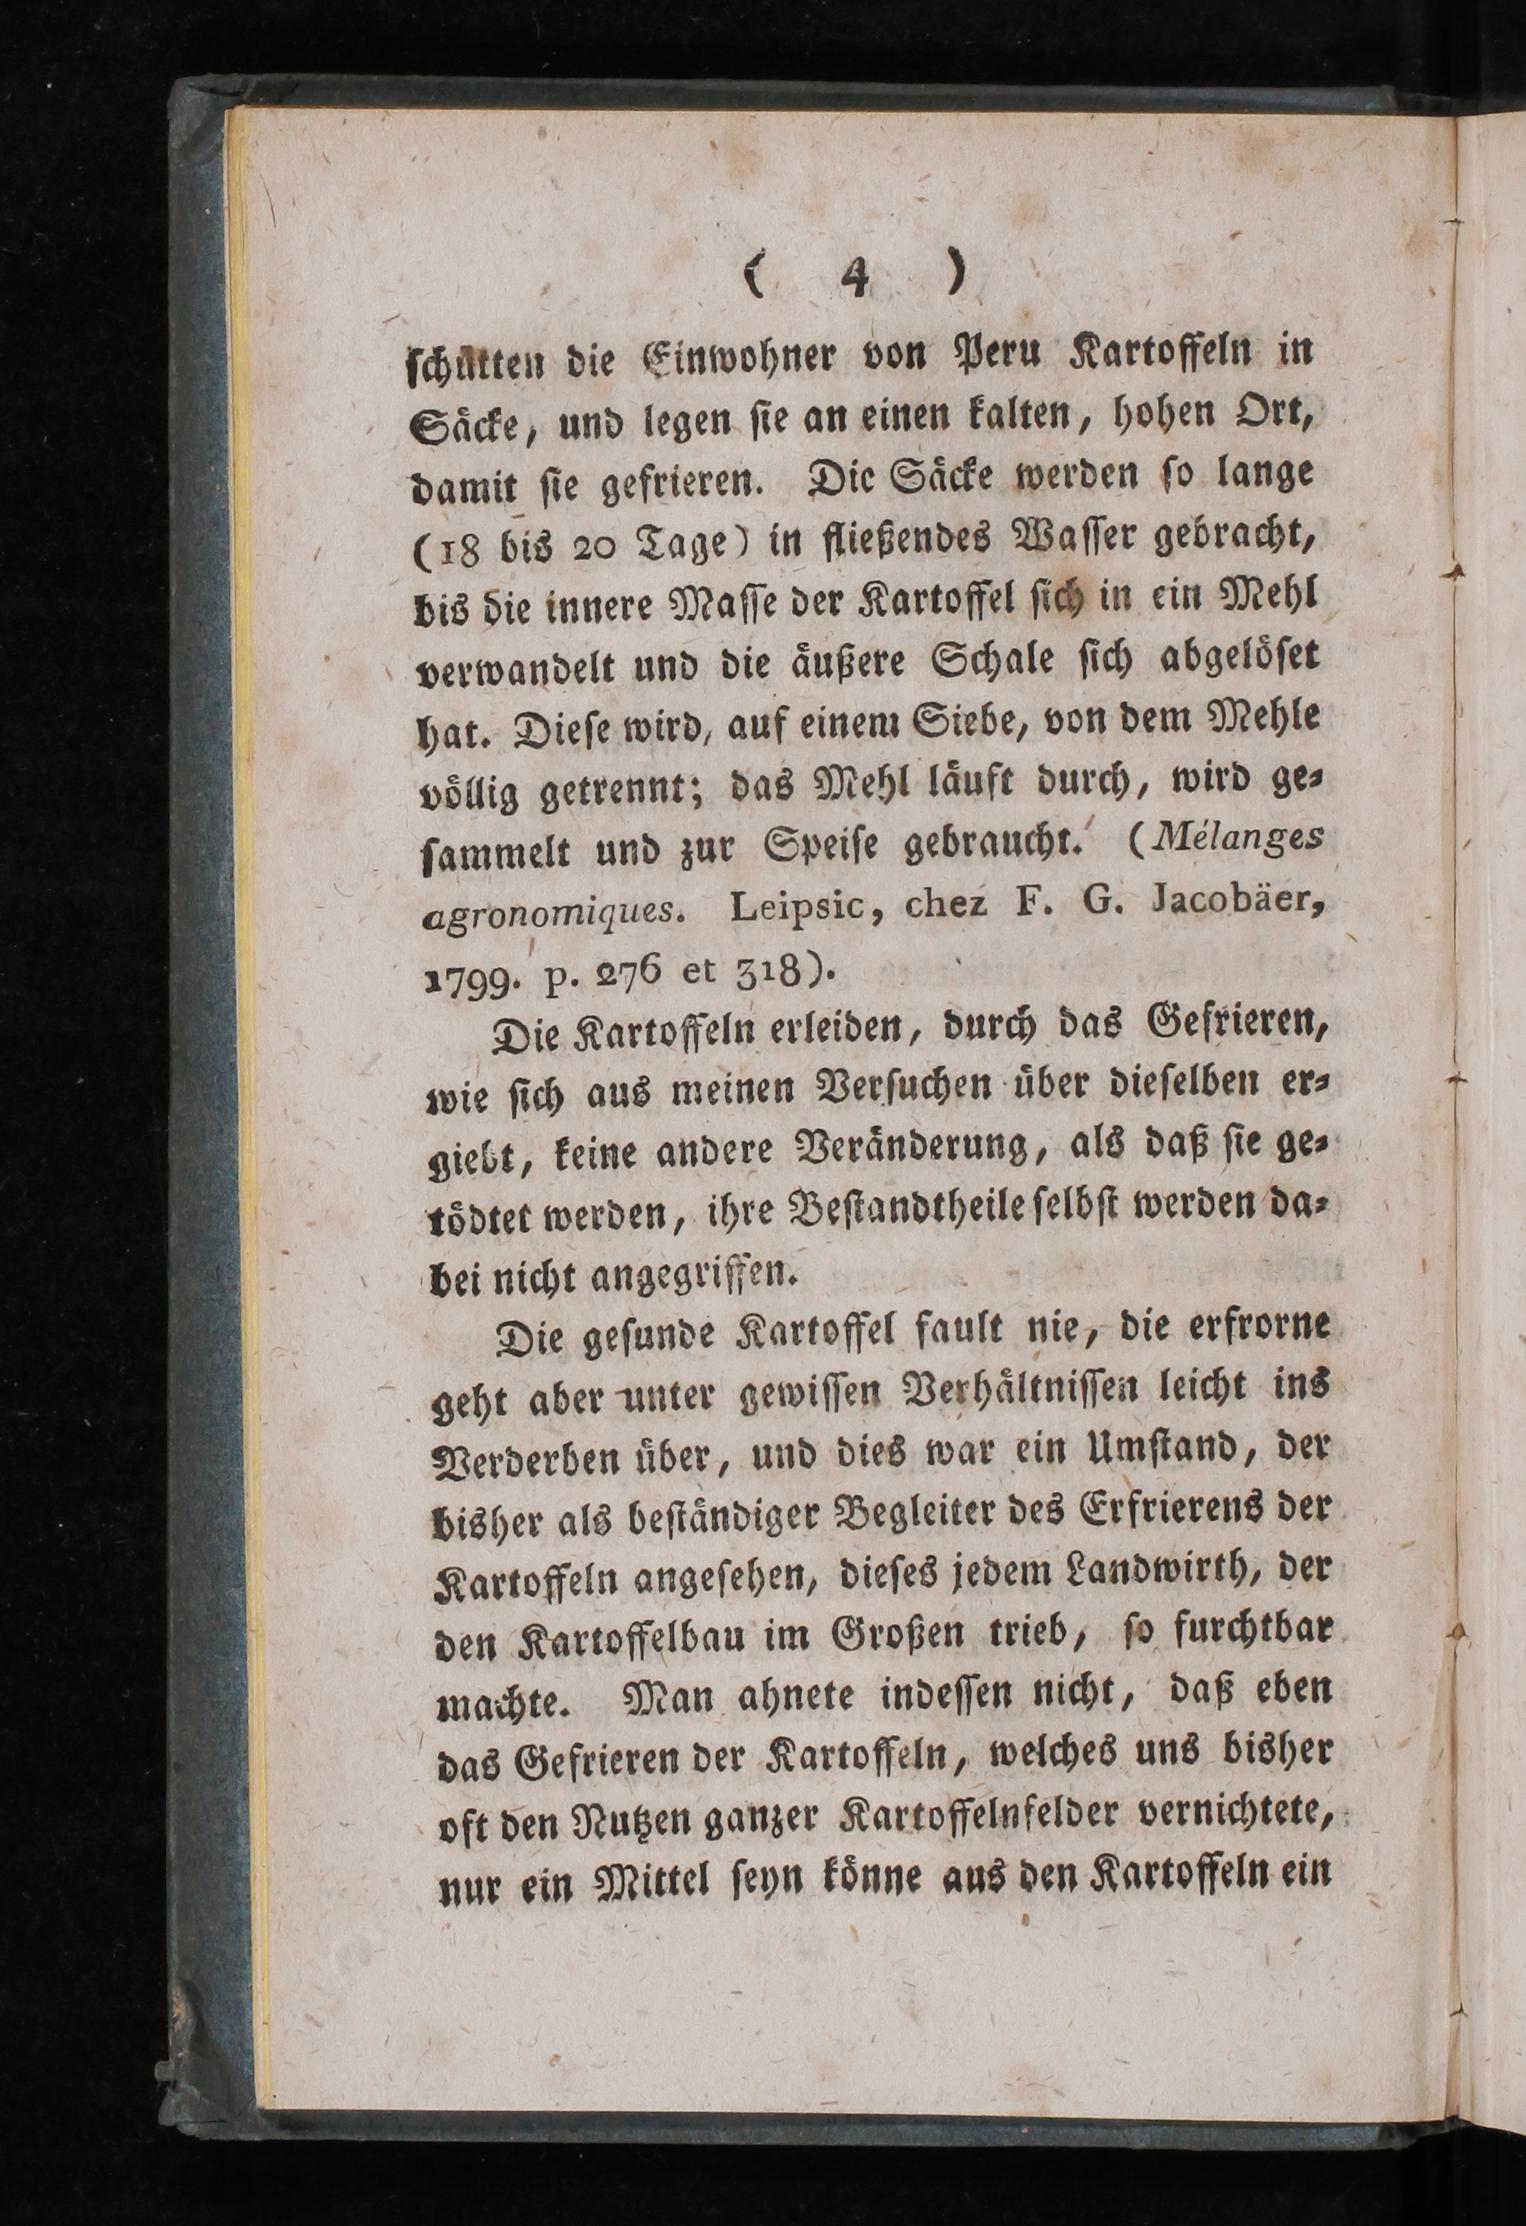 ( 4 )
ſchütten die Einwohner von Peru Kartoffeln in
Säcke, und legen ſie an einen kalten, hohen Ort,
damit ſie gefrieren. Die Säcke werden ſo lange
(18 bis 20 Tage) in fließendes Waſſer gebracht,
bis die innere Maſſe der Kartoffel ſich in ein Mehl
verwandelt und die äußere Schale ſich abgelöſet
hat. Dieſe wird, auf einem Siebe, von dem Mehle
völlig getrennt; das Mehl läuft durch, wird ge⸗
ſammelt und zur Speiſe gebraucht. (Mélanges
agronomiques. Leipsic, chez F. G. Jacobäer,
1799. p. 276 et 318).
Die Kartoffeln erleiden, durch das Gefrieren,
wie ſich aus meinen Verſuchen über dieſelben er⸗
giebt, keine andere Veränderung, als daß ſie ge⸗
tödtet werden, ihre Beſtandtheile ſelbſt werden da⸗
bei nicht angegriffen.
Die geſunde Kartoffel fault nie, die erfrorne
geht aber unter gewiſſen Verhältniſſen leicht ins
Verderben über, und dies war ein Umſtand, der
bisher als beſtändiger Begleiter des Erfrierens der
Kartoffeln angeſehen, dieſes jedem Landwirth, der
den Kartoffelbau im Großen trieb, ſo furchtbar
machte. Man ahnete indeſſen nicht, daß eben
das Gefrieren der Kartoffeln, welches uns bisher
oft den Nutzen ganzer Kartoffelnfelder vernichtete,
nur ein Mittel ſeyn könne aus den Kartoffeln ein